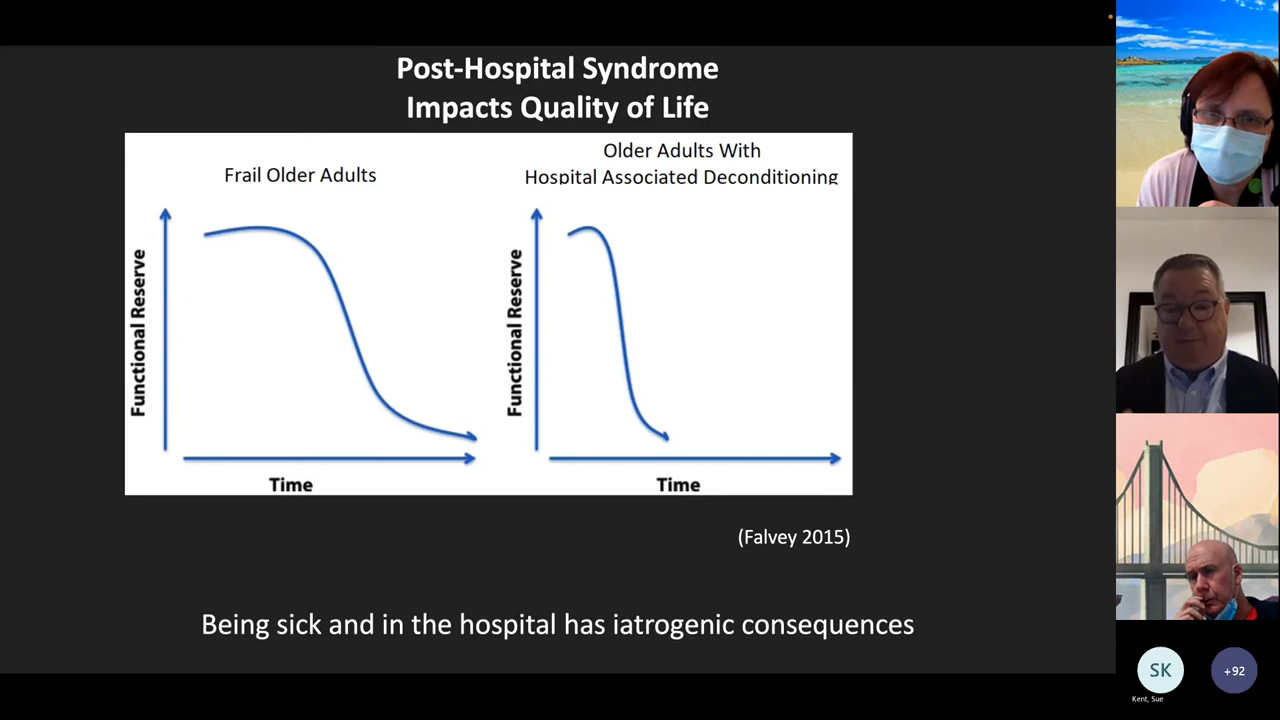 Post-Hospital Syndrome
Impacts Quality of Life
Frail Older Adults
Older Adults With
Hospital Associated Deconditioning
Functional Reserve
Functional Reserve
Time
Time
(Falvey 2015)
Being sick and in the hospital has iatrogenic consequences
SK
+92
Kent, Sue